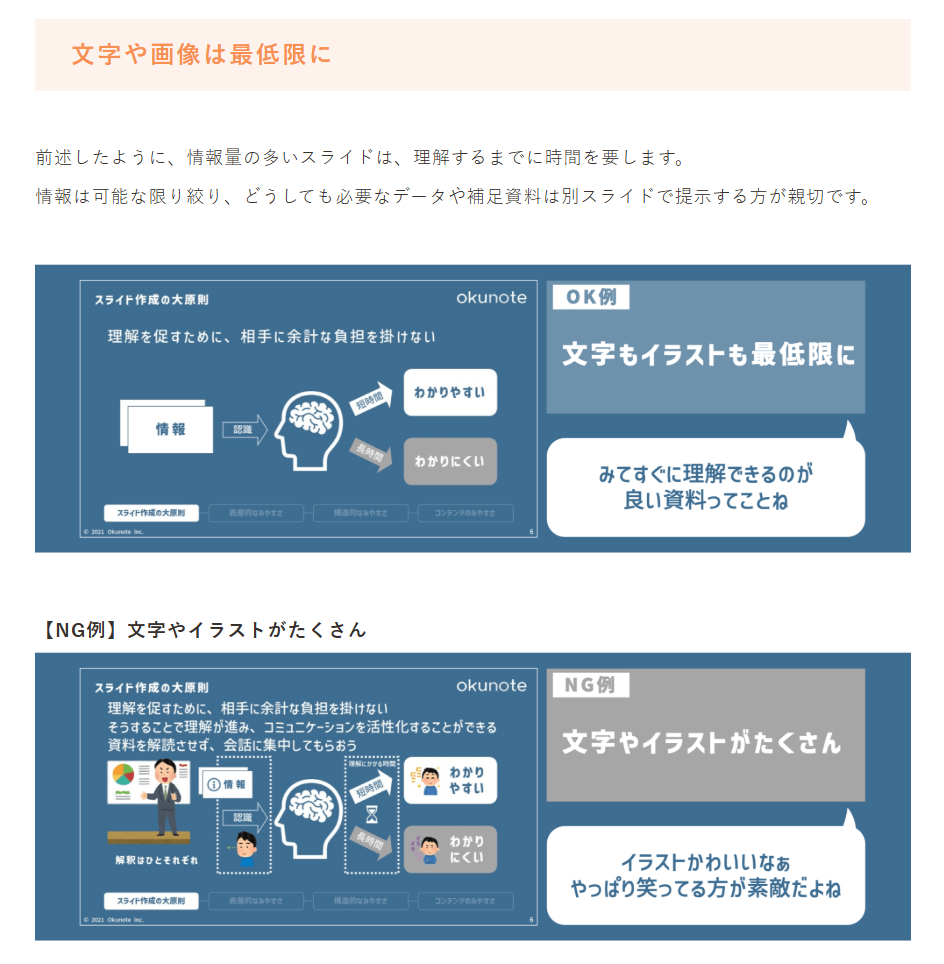 文字や画像は最低限に
前述したように、情報量の多いスライドは、理解するまでに時間を要します。
情報は可能な限り絞り、どうしても必要なデータや補足資料は別スライドで提示する方が親切です。
スライド作成の大原則
okunote
理解を促すために、相手に余計な負担を掛けない
情報
認識
短時間
長時間
わかりやすい
わかりにくい
スライド作成の大原則
表層的なみやすさ
構造的なみやすさ
コンテンツのみやすさ
© 2021 Okunote Inc.
6
OK例
文字もイラストも最低限に
みてすぐに理解できるのが
良い資料ってことね
【NG例】文字やイラストがたくさん
スライド作成の大原則
okunote
理解を促すために、相手に余計な負担を掛けない
そうすることで理解が進み、コミュニケーションを活性化することができる
資料を解読させず、会話に集中してもらおう
情報
認識
解釈はひとそれぞれ
理解にかかる時間
短時間
長時間
わかり
やすい
わかり
にくい
スライド作成の大原則
表層的なみやすさ
構造的なみやすさ
コンテンツのみやすさ
© 2021 Okunote Inc.
6
NG例
文字やイラストがたくさん
イラストかわいいなぁ
やっぱり笑ってる方が素敵だよね